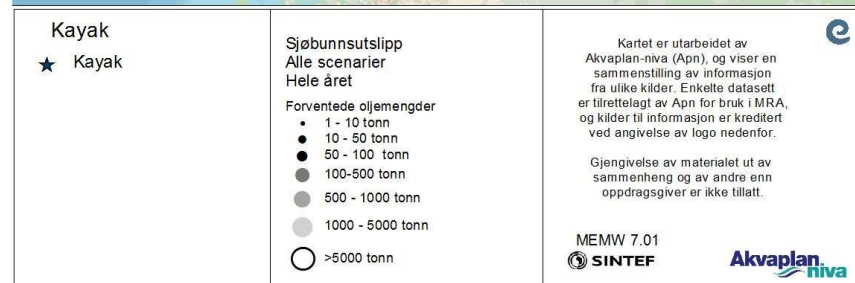 Kayak
Kayak
Sjøbunnsutslipp
Alle scenarier
Hele året
Forventede oljemengder
1 - 10 tonn
10 - 50 tonn
50 - 100 tonn
100-500 tonn
500 - 1000 tonn
1000 - 5000 tonn
>5000 tonn
Kartet er utarbeidet av
Akvaplan-niva (Apn), og viser en
sammenstilling av informasjon
fra ulike kilder. Enkelte datasett
er tilrettelagt av Apn for bruk i MRA,
og kilder til informasjon er kreditert
ved angivelse av logo nedenfor.
Gjengivelse av materialet ut av
sammenheng og av andre enn
oppdragsgiver er ikke tillatt.
MEMW 7.01
SINTEF
Akvaplan
niva